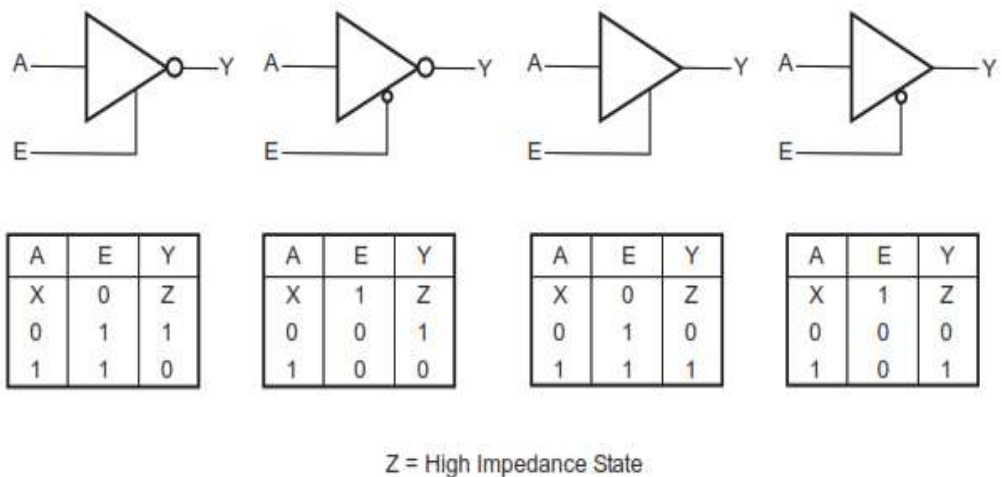 A Y A Y A Y A Y
E E E E
A E Y A E Y A E Y A E Y
X 0 Z X 1 Z X 0 Z X 1 Z
0 1 1 0 0 1 0 1 0 0 0 0
1 1 0 1 0 0 1 1 1 1 0 1
Z = High Impedance State